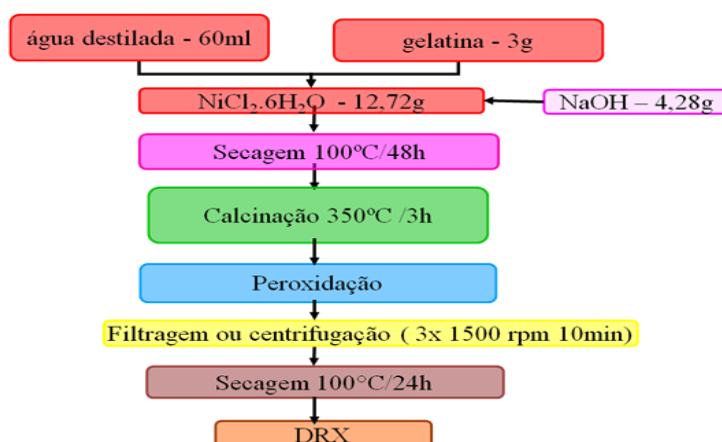 água destilada - 60ml
gelatina - 3g
NiCl₂.6H₂O - 12,72g
NaOH – 4,28g
Secagem 100ºC/48h
Calcinação 350ºC /3h
Peroxidação
Filtragem ou centrifugação ( 3x 1500 rpm 10min)
Secagem 100°C/24h
DRX